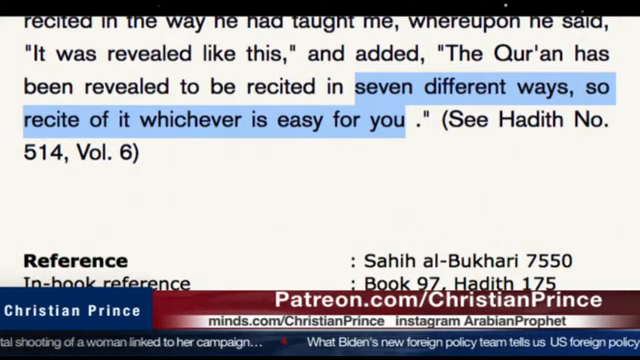 recited in the way he had taught me, whereupon he said,
"It was revealed like this," and added, "The Qur'an has
been revealed to be recited in seven different ways, so
recite of it whichever is easy for you ." (See Hadith No.
514, Vol. 6)
Reference : Sahih al-Bukhari 7550
In-book reference : Book 97, Hadith 175
Christian Prince
Patreon.com/ChristianPrince
minds.com/ChristianPrince instagram ArabianProphet
tal shooting of a woman linked to her campaign... What Biden's new foreign policy team tells us US foreign policy